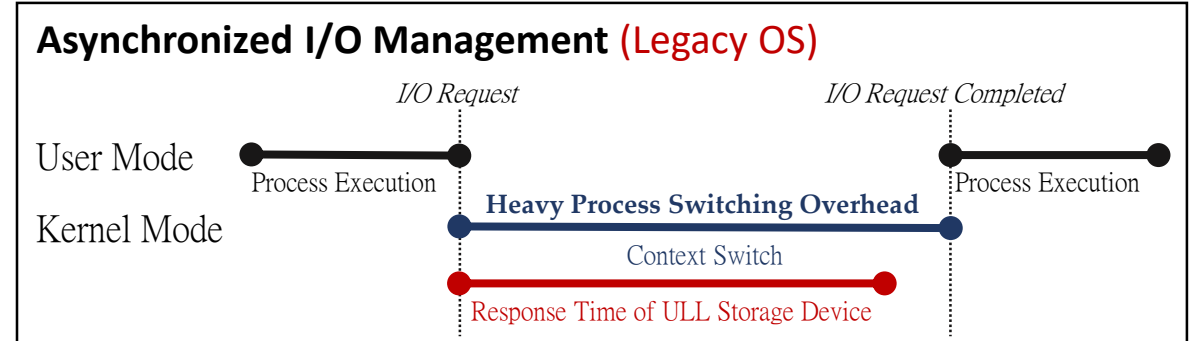 Asynchronized I/O Management (Legacy OS)
I/O Request
I/O Request Completed
User Mode
Process Execution
Process Execution
Heavy Process Switching Overhead
Kernel Mode
Context Switch
Response Time of ULL Storage Device